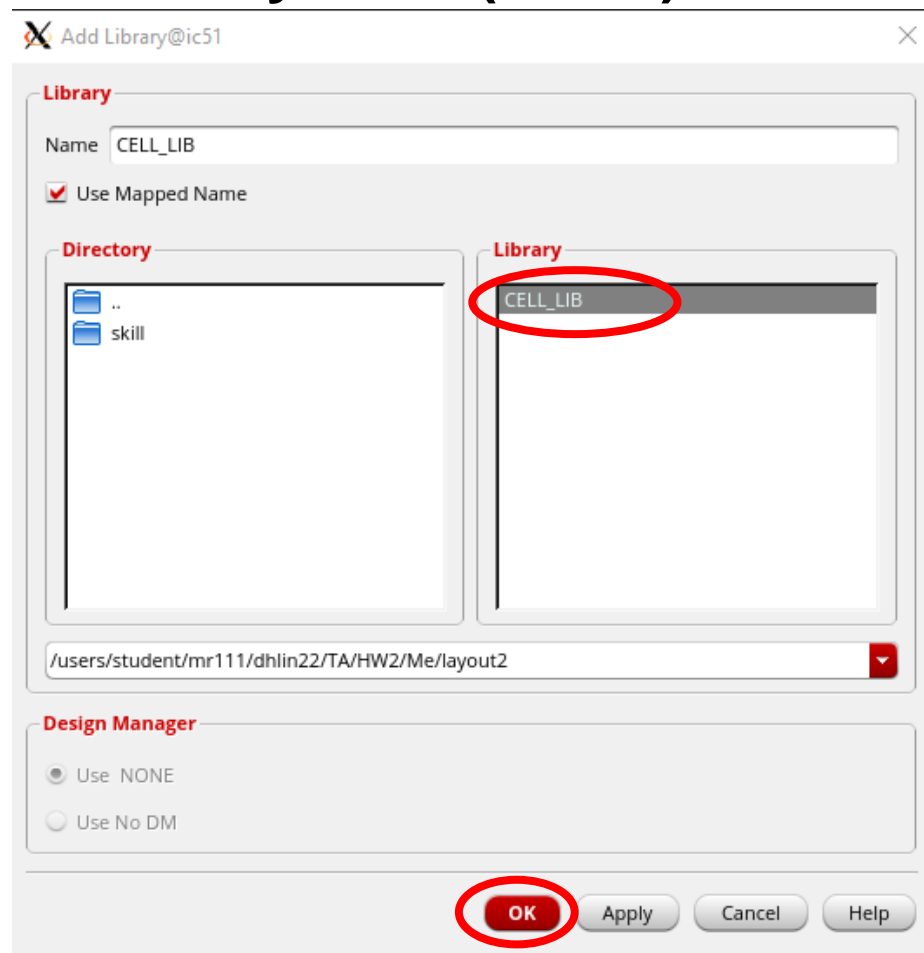 Add Library@ic51
Library
Name CELL_LIB
Use Mapped Name
Directory
..
skill
Library
CELL_LIB
/users/student/mr111/dhlin22/TA/HW2/Me/layout2
Design Manager
Use NONE
Use No DM
OK Apply Cancel Help